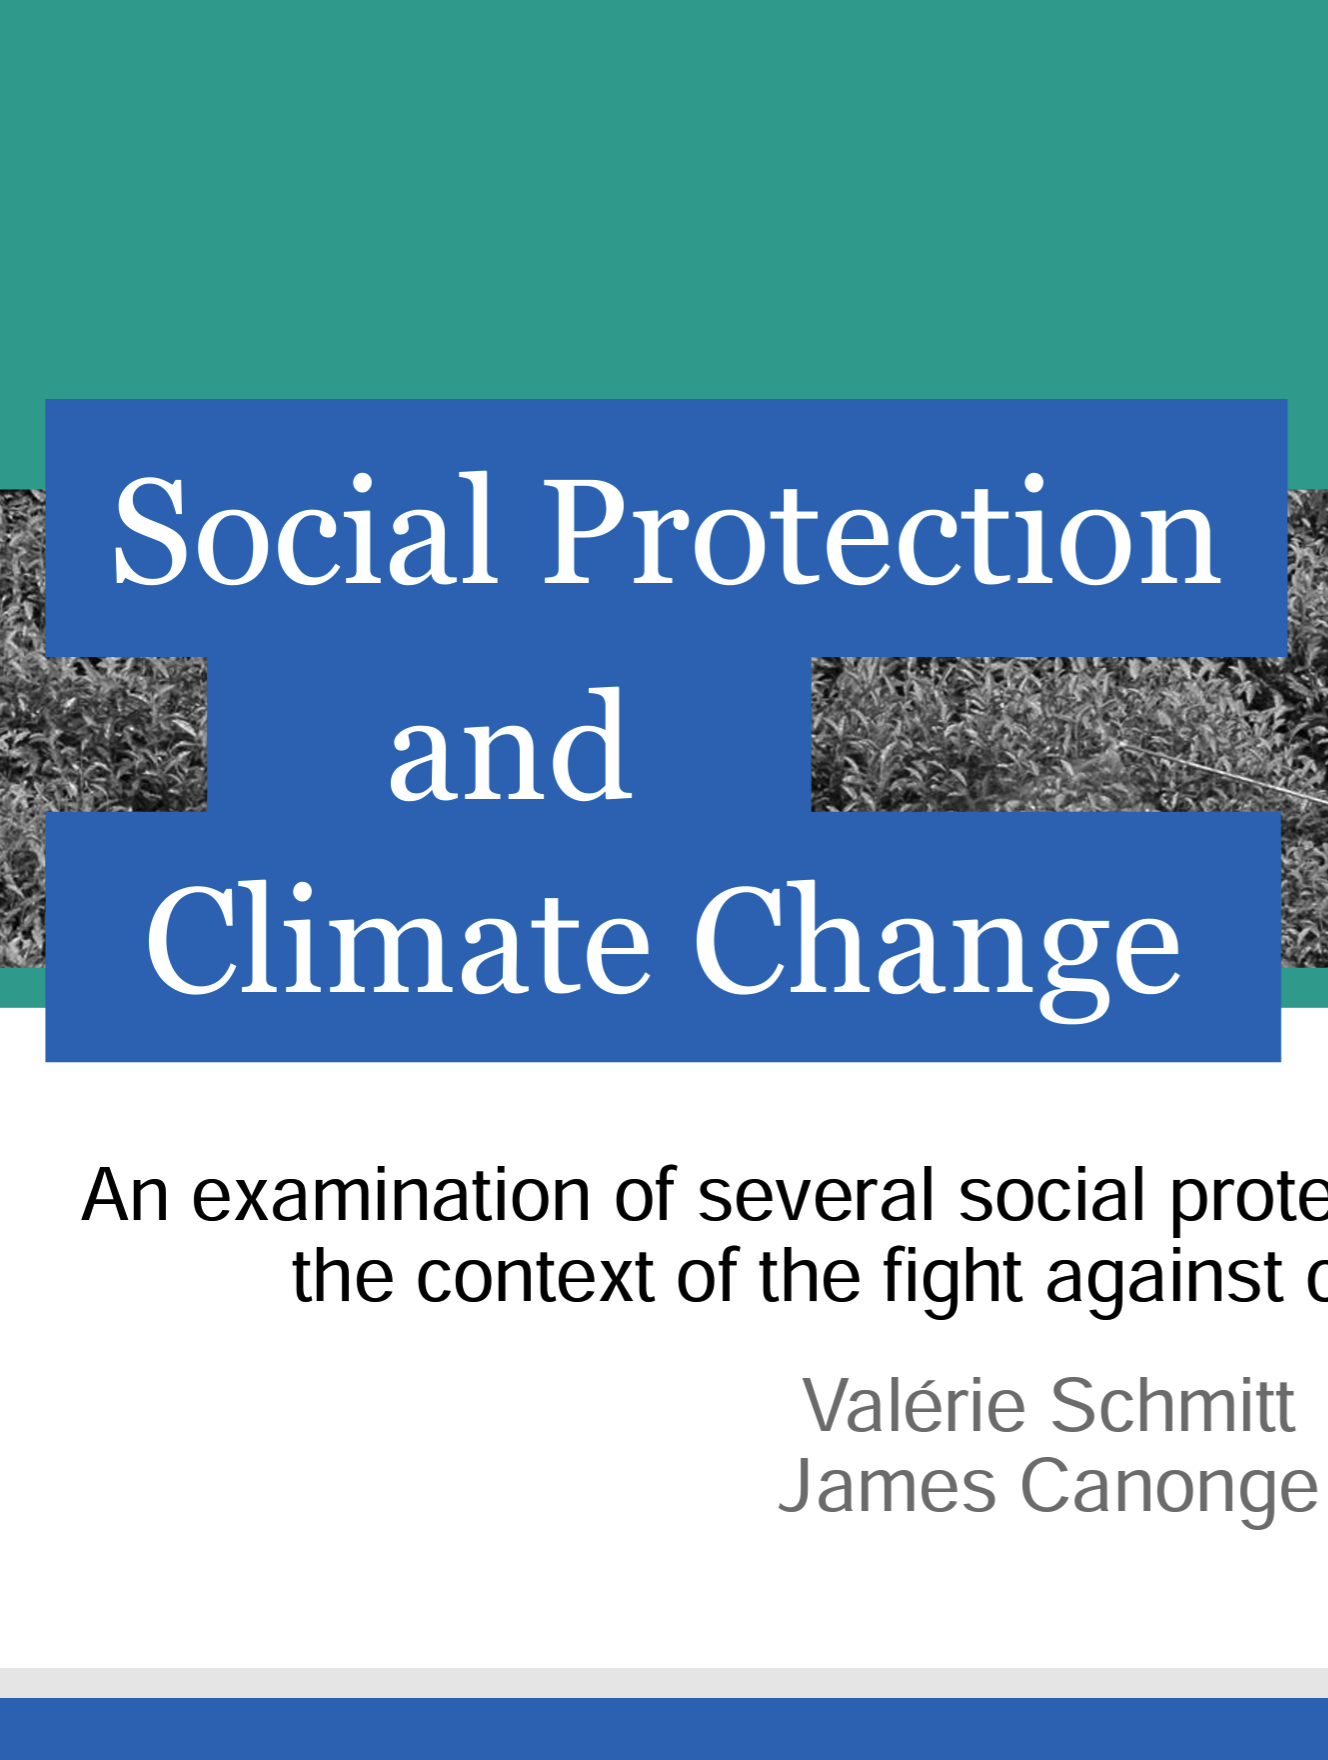 Social Protection
and
Climate Change
An examination of several social prote
the context of the fight against
Valérie Schmitt
James Canonge